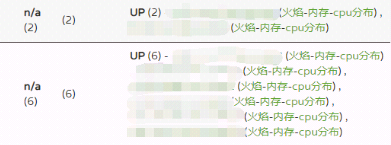 n/a (2) (2) UP (2) (火焰-内存-cpu分布) ,
(火焰-内存-cpu分布)
n/a (6) (6) UP (6) - (火焰-内存-cpu分布)
(火焰-内存-cpu分布) ,
(火焰-内存-cpu分布) ,
(火焰-内存-cpu分布) ,
(火焰-内存-cpu分布) ,
(火焰-内存-cpu分布)